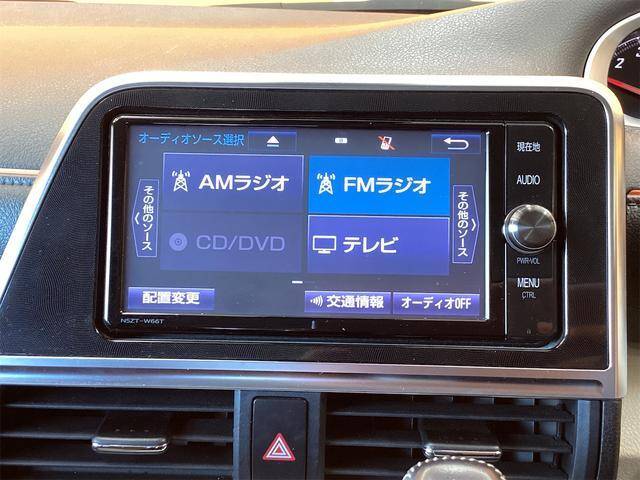 オーディオソース選択
現在地
AMラジオ
FMラジオ
AUDIO
その他のソース
その他のソース
CD/DVD
テレビ
PWR·VOL
MENU
CTRL
配置変更
交通情報
オーディオOFF
NSZT-W66T
2